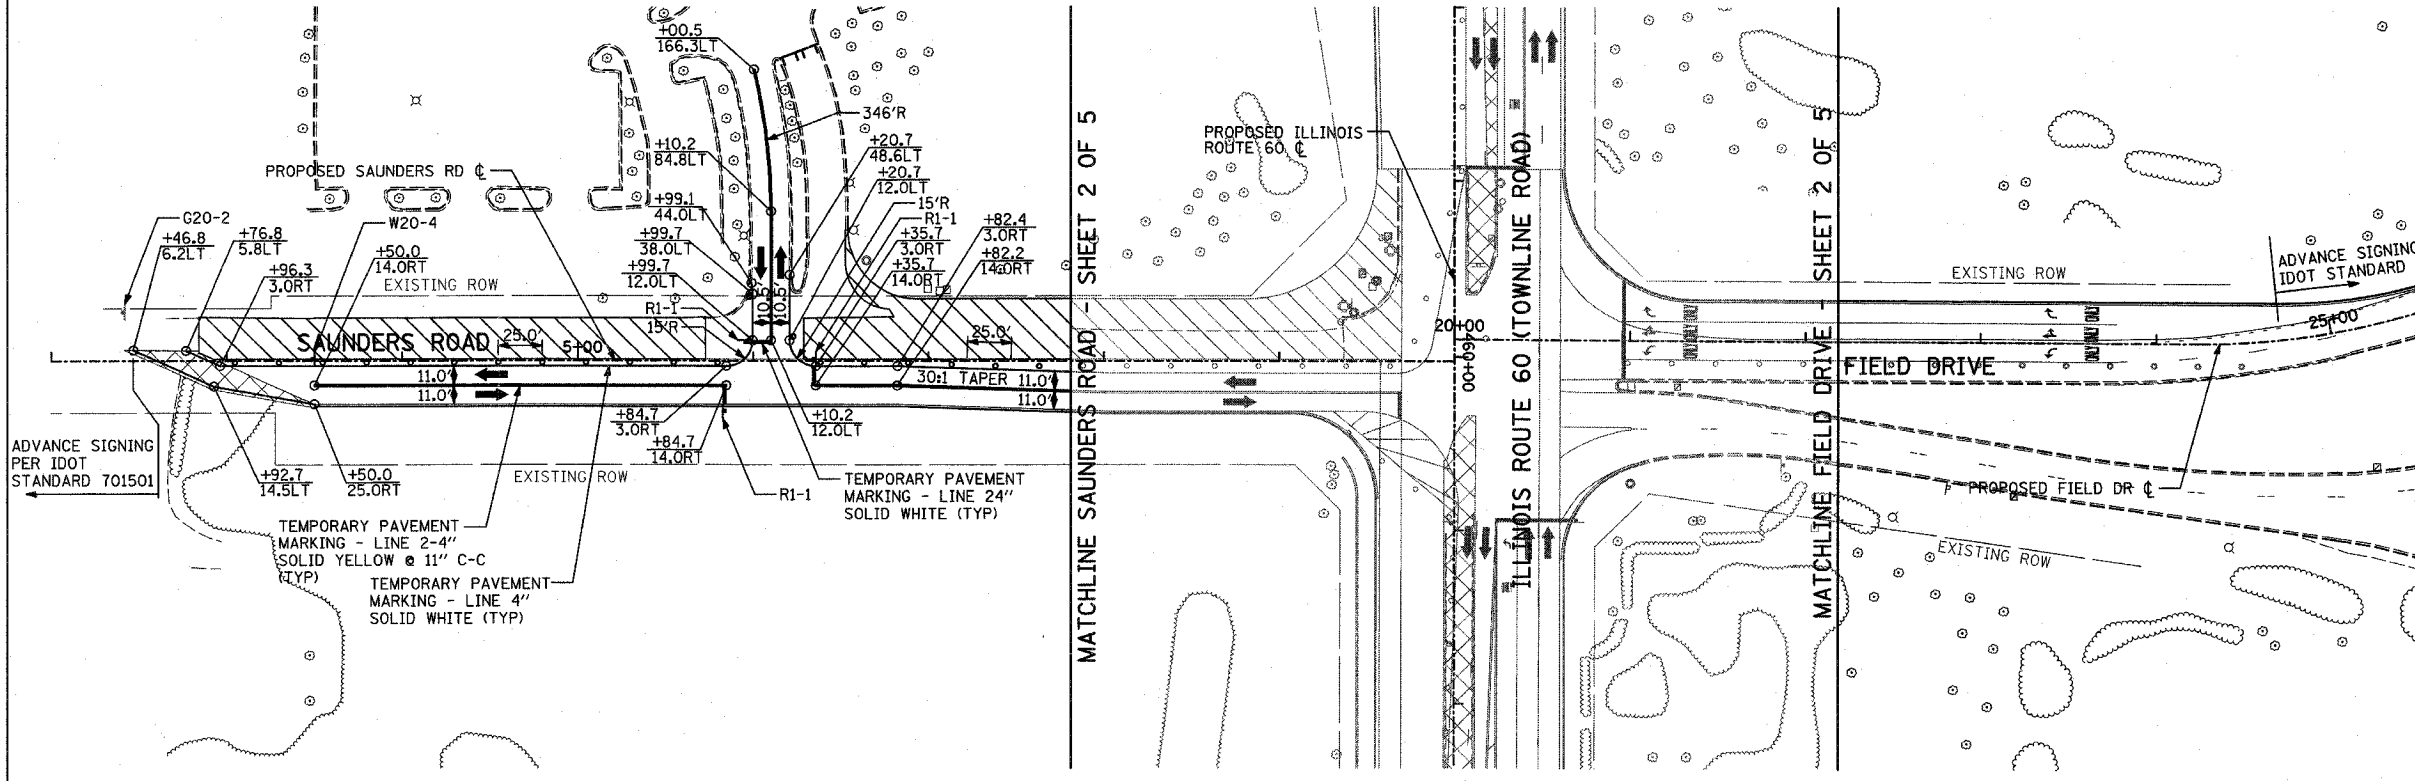 +00.5
166.3LT
346'R
+10.2
84.8LT
+20.7
48.6LT
+20.7
12.0LT
PROPOSED SAUNDERS RD ℄
15'R
R1-1
+99.1
44.0LT
G20-2
W20-4
+46.8
6.2LT
+76.8
5.8LT
+50.0
14.0RT
+99.7
38.0LT
+35.7
3.0RT
+82.4
3.0RT
+96.3
3.0RT
EXISTING ROW
+99.7
12.0LT
+35.7
14.0RT
+82.2
14.0RT
10.5'
10.5'
R1-1
15'R
SAUNDERS ROAD
25.0'
5+00
25.0'
11.0'
11.0'
30:1 TAPER
11.0'
11.0'
+84.7
3.0RT
+84.7
14.0RT
+10.2
12.0LT
ADVANCE SIGNING
PER IDOT
STANDARD 701501
+92.7
14.5LT
+50.0
25.0RT
EXISTING ROW
R1-1
TEMPORARY PAVEMENT
MARKING - LINE 24"
SOLID WHITE (TYP)
TEMPORARY PAVEMENT
MARKING - LINE 2-4"
SOLID YELLOW @ 11" C-C
(TYP)
TEMPORARY PAVEMENT
MARKING - LINE 4"
SOLID WHITE (TYP)
MATCHLINE SAUNDERS ROAD - SHEET 2 OF 5
PROPOSED ILLINOIS
ROUTE 60 ℄
20+00
460+00
ILLINOIS ROUTE 60 (TOWNLINE ROAD)
MATCHLINE FIELD DRIVE - SHEET 2 OF 5
ONLY ONLY ONLY
ONLY ONLY
EXISTING ROW
ADVANCE SIGNING
IDOT STANDARD
25+00
FIELD DRIVE
PROPOSED FIELD DR ℄
EXISTING ROW